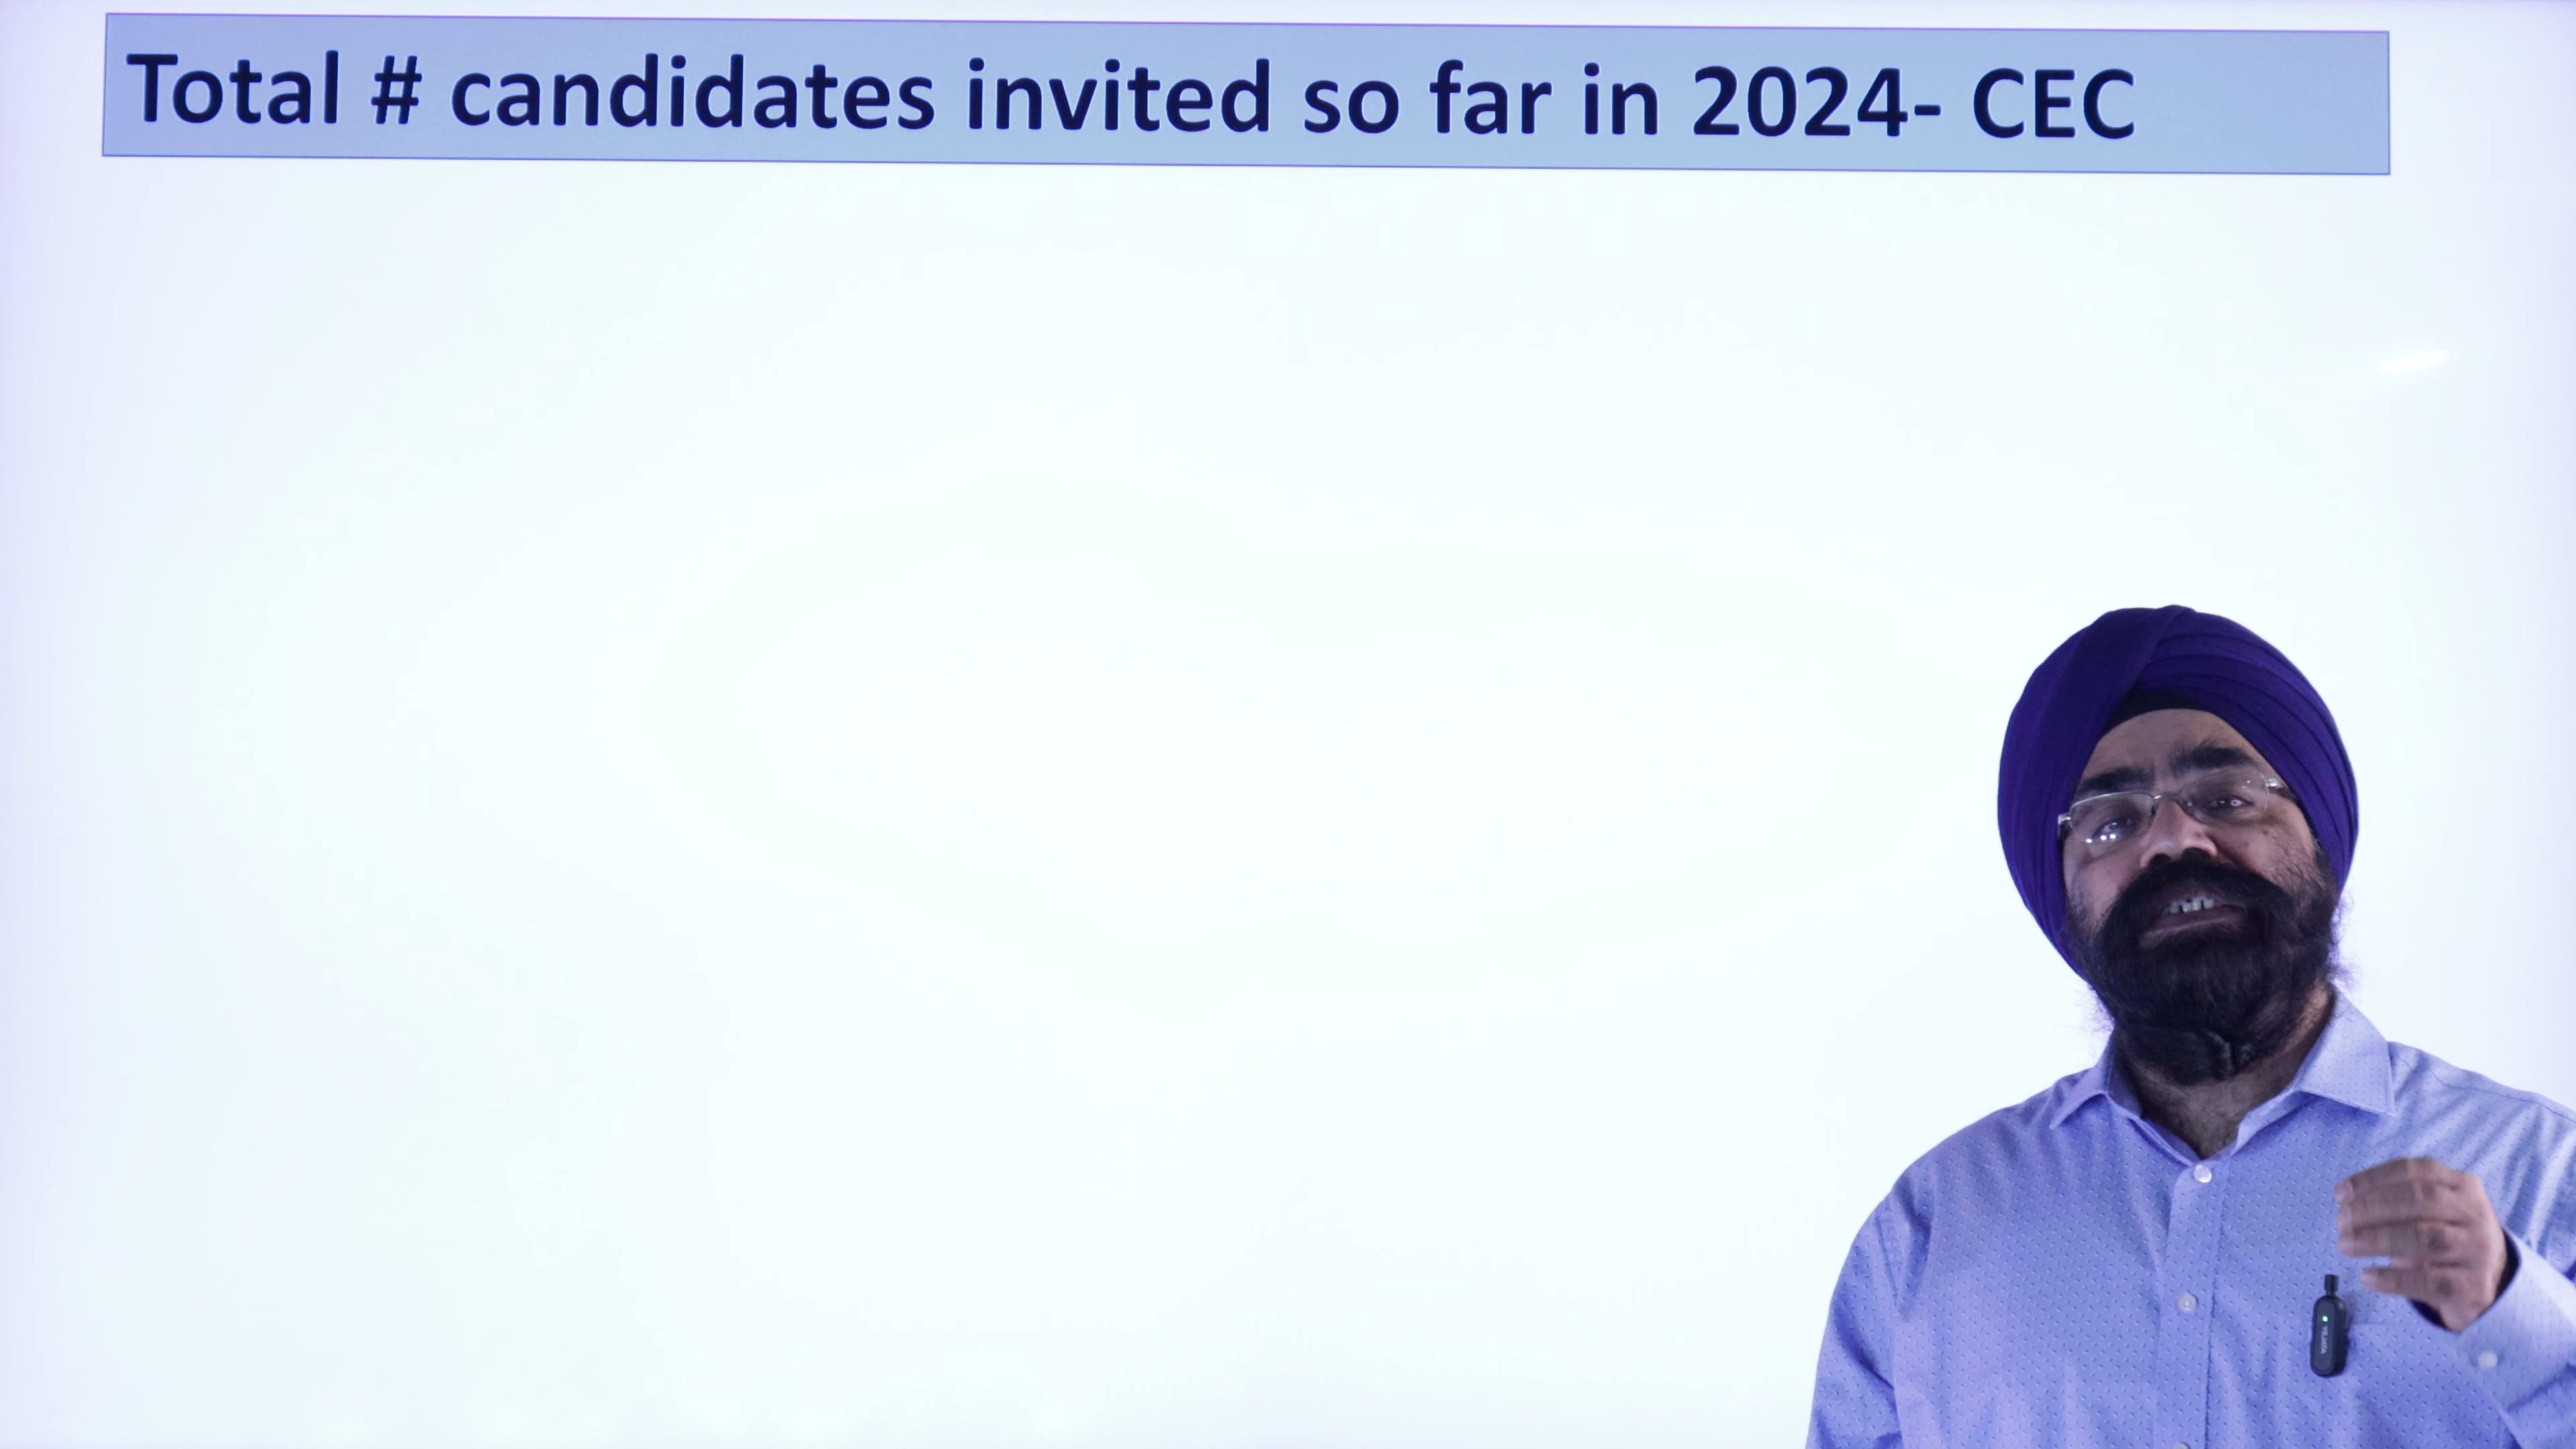 Total # candidates invited so far in 2024- CEC